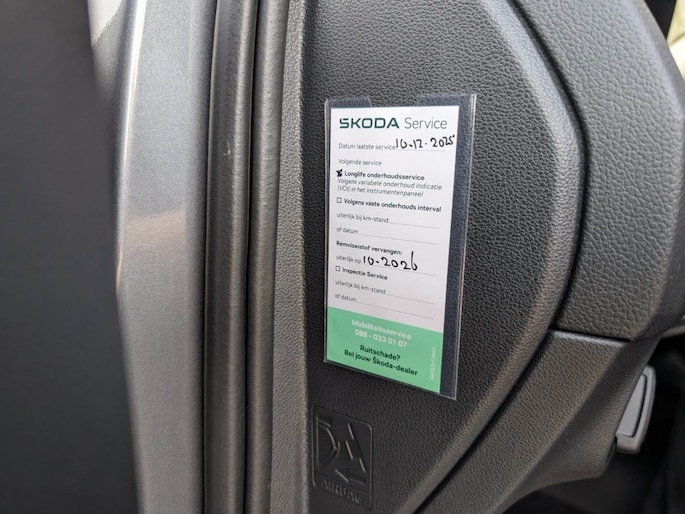 ŠKODA Service
Datum laatste service: 10-12-2025
Volgende service
Longlife onderhoudsservice
Volgens variabele onderhoud indicatie
(VOI) in het instrumentenpaneel
Volgens vaste onderhouds interval
uiterlijk bij km-stand
of datum
Remvloeistof vervangen:
uiterlijk op 10-2026
Inspectie Service
uiterlijk bij km-stand
of datum
Mobiliteitsservice
088 - 033 01 07
Ruitschade?
Bel jouw Škoda-dealer
AIRBAG